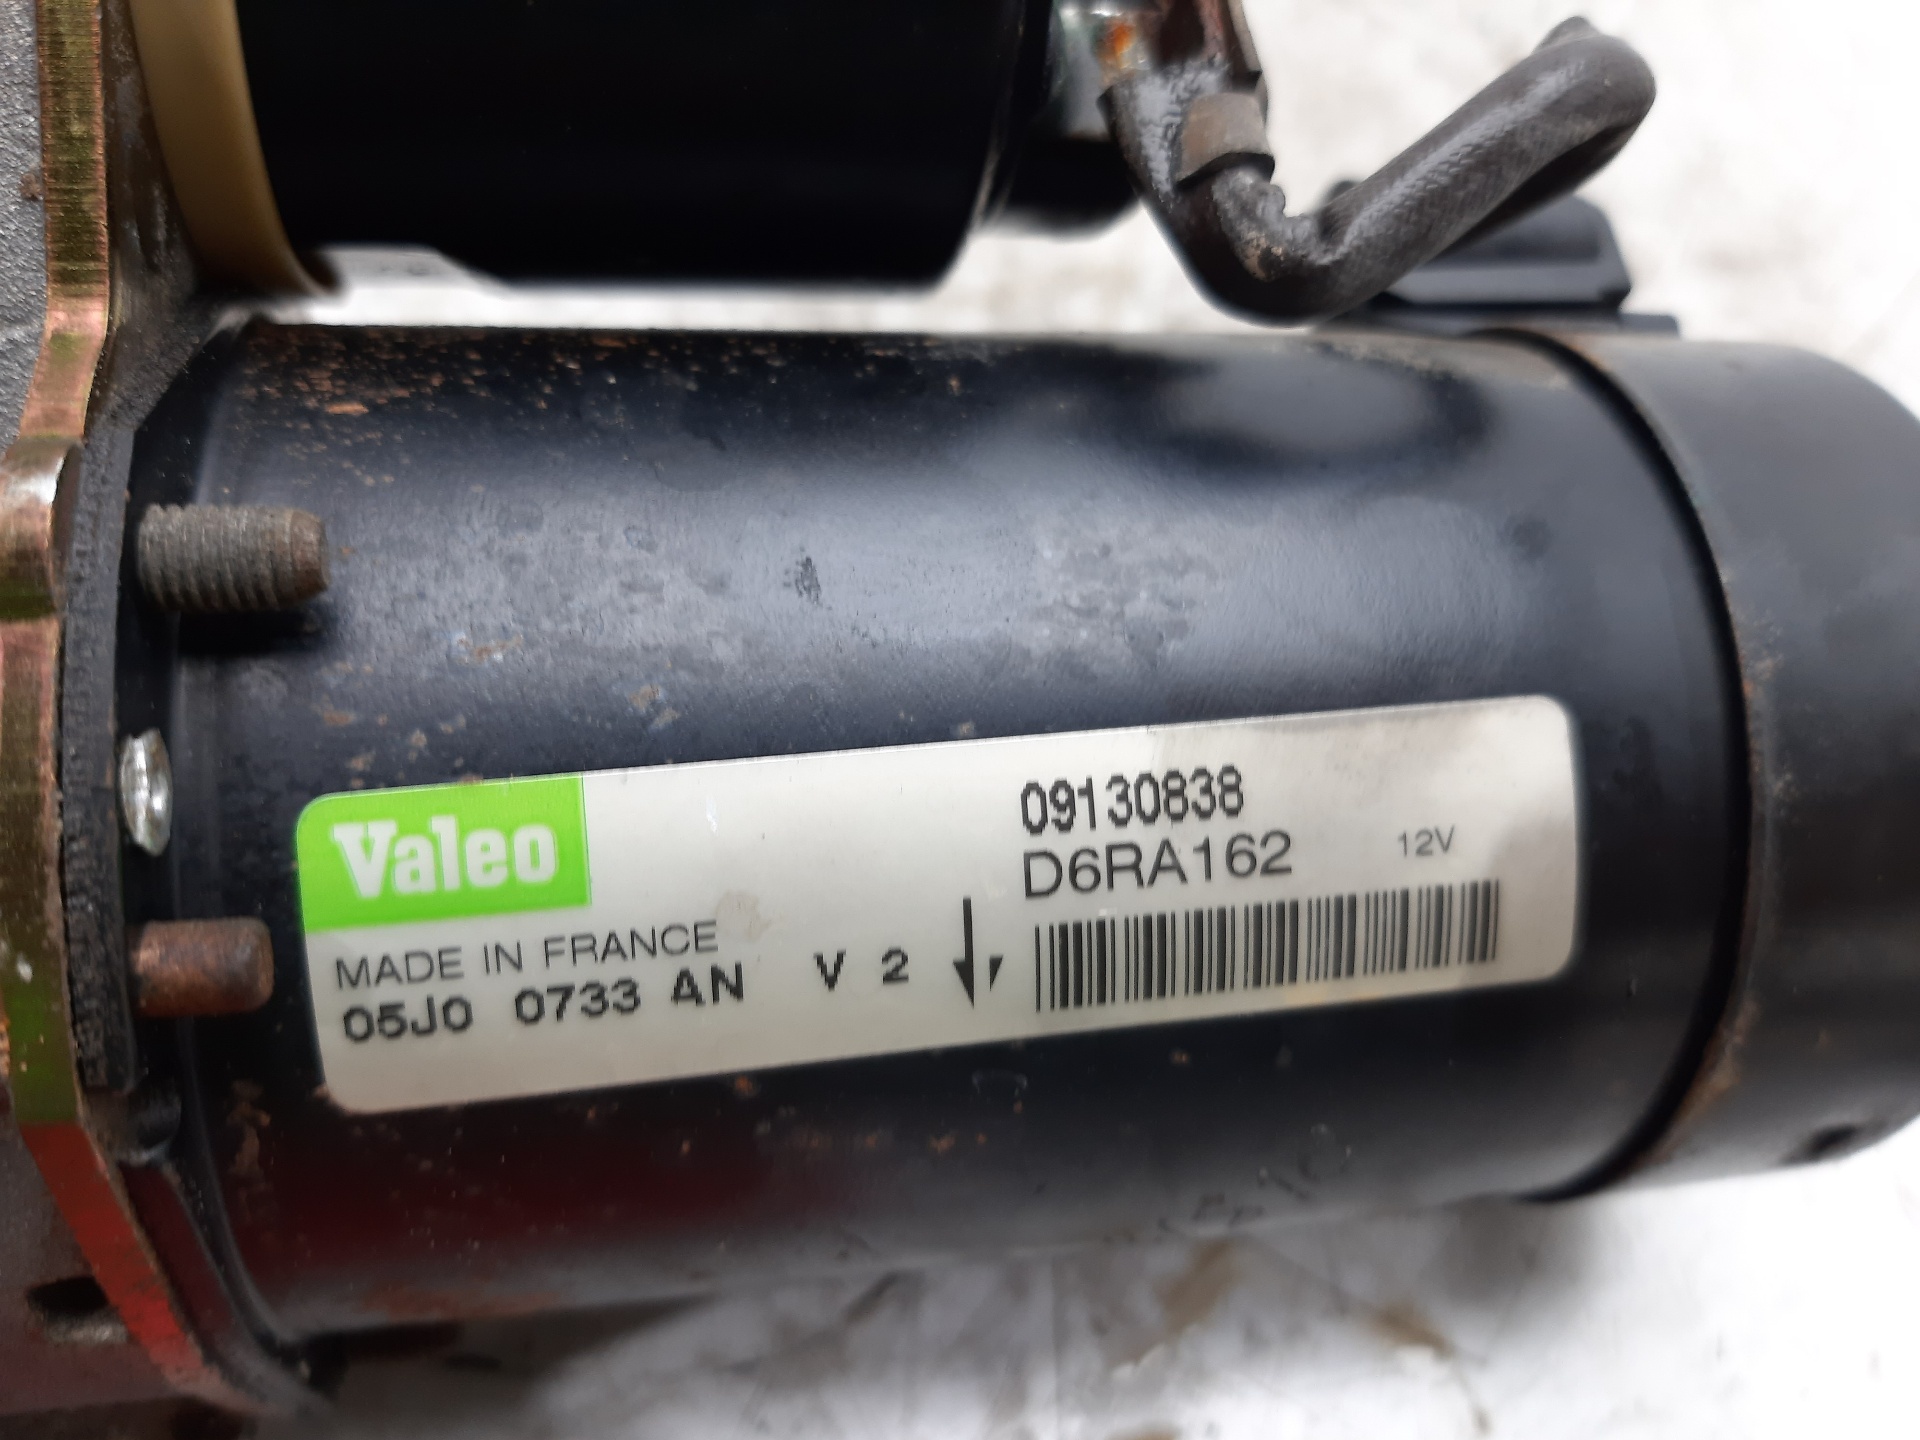 Valeo
09130838
D6RA162 12V
MADE IN FRANCE
05J0 0733 AN V 2